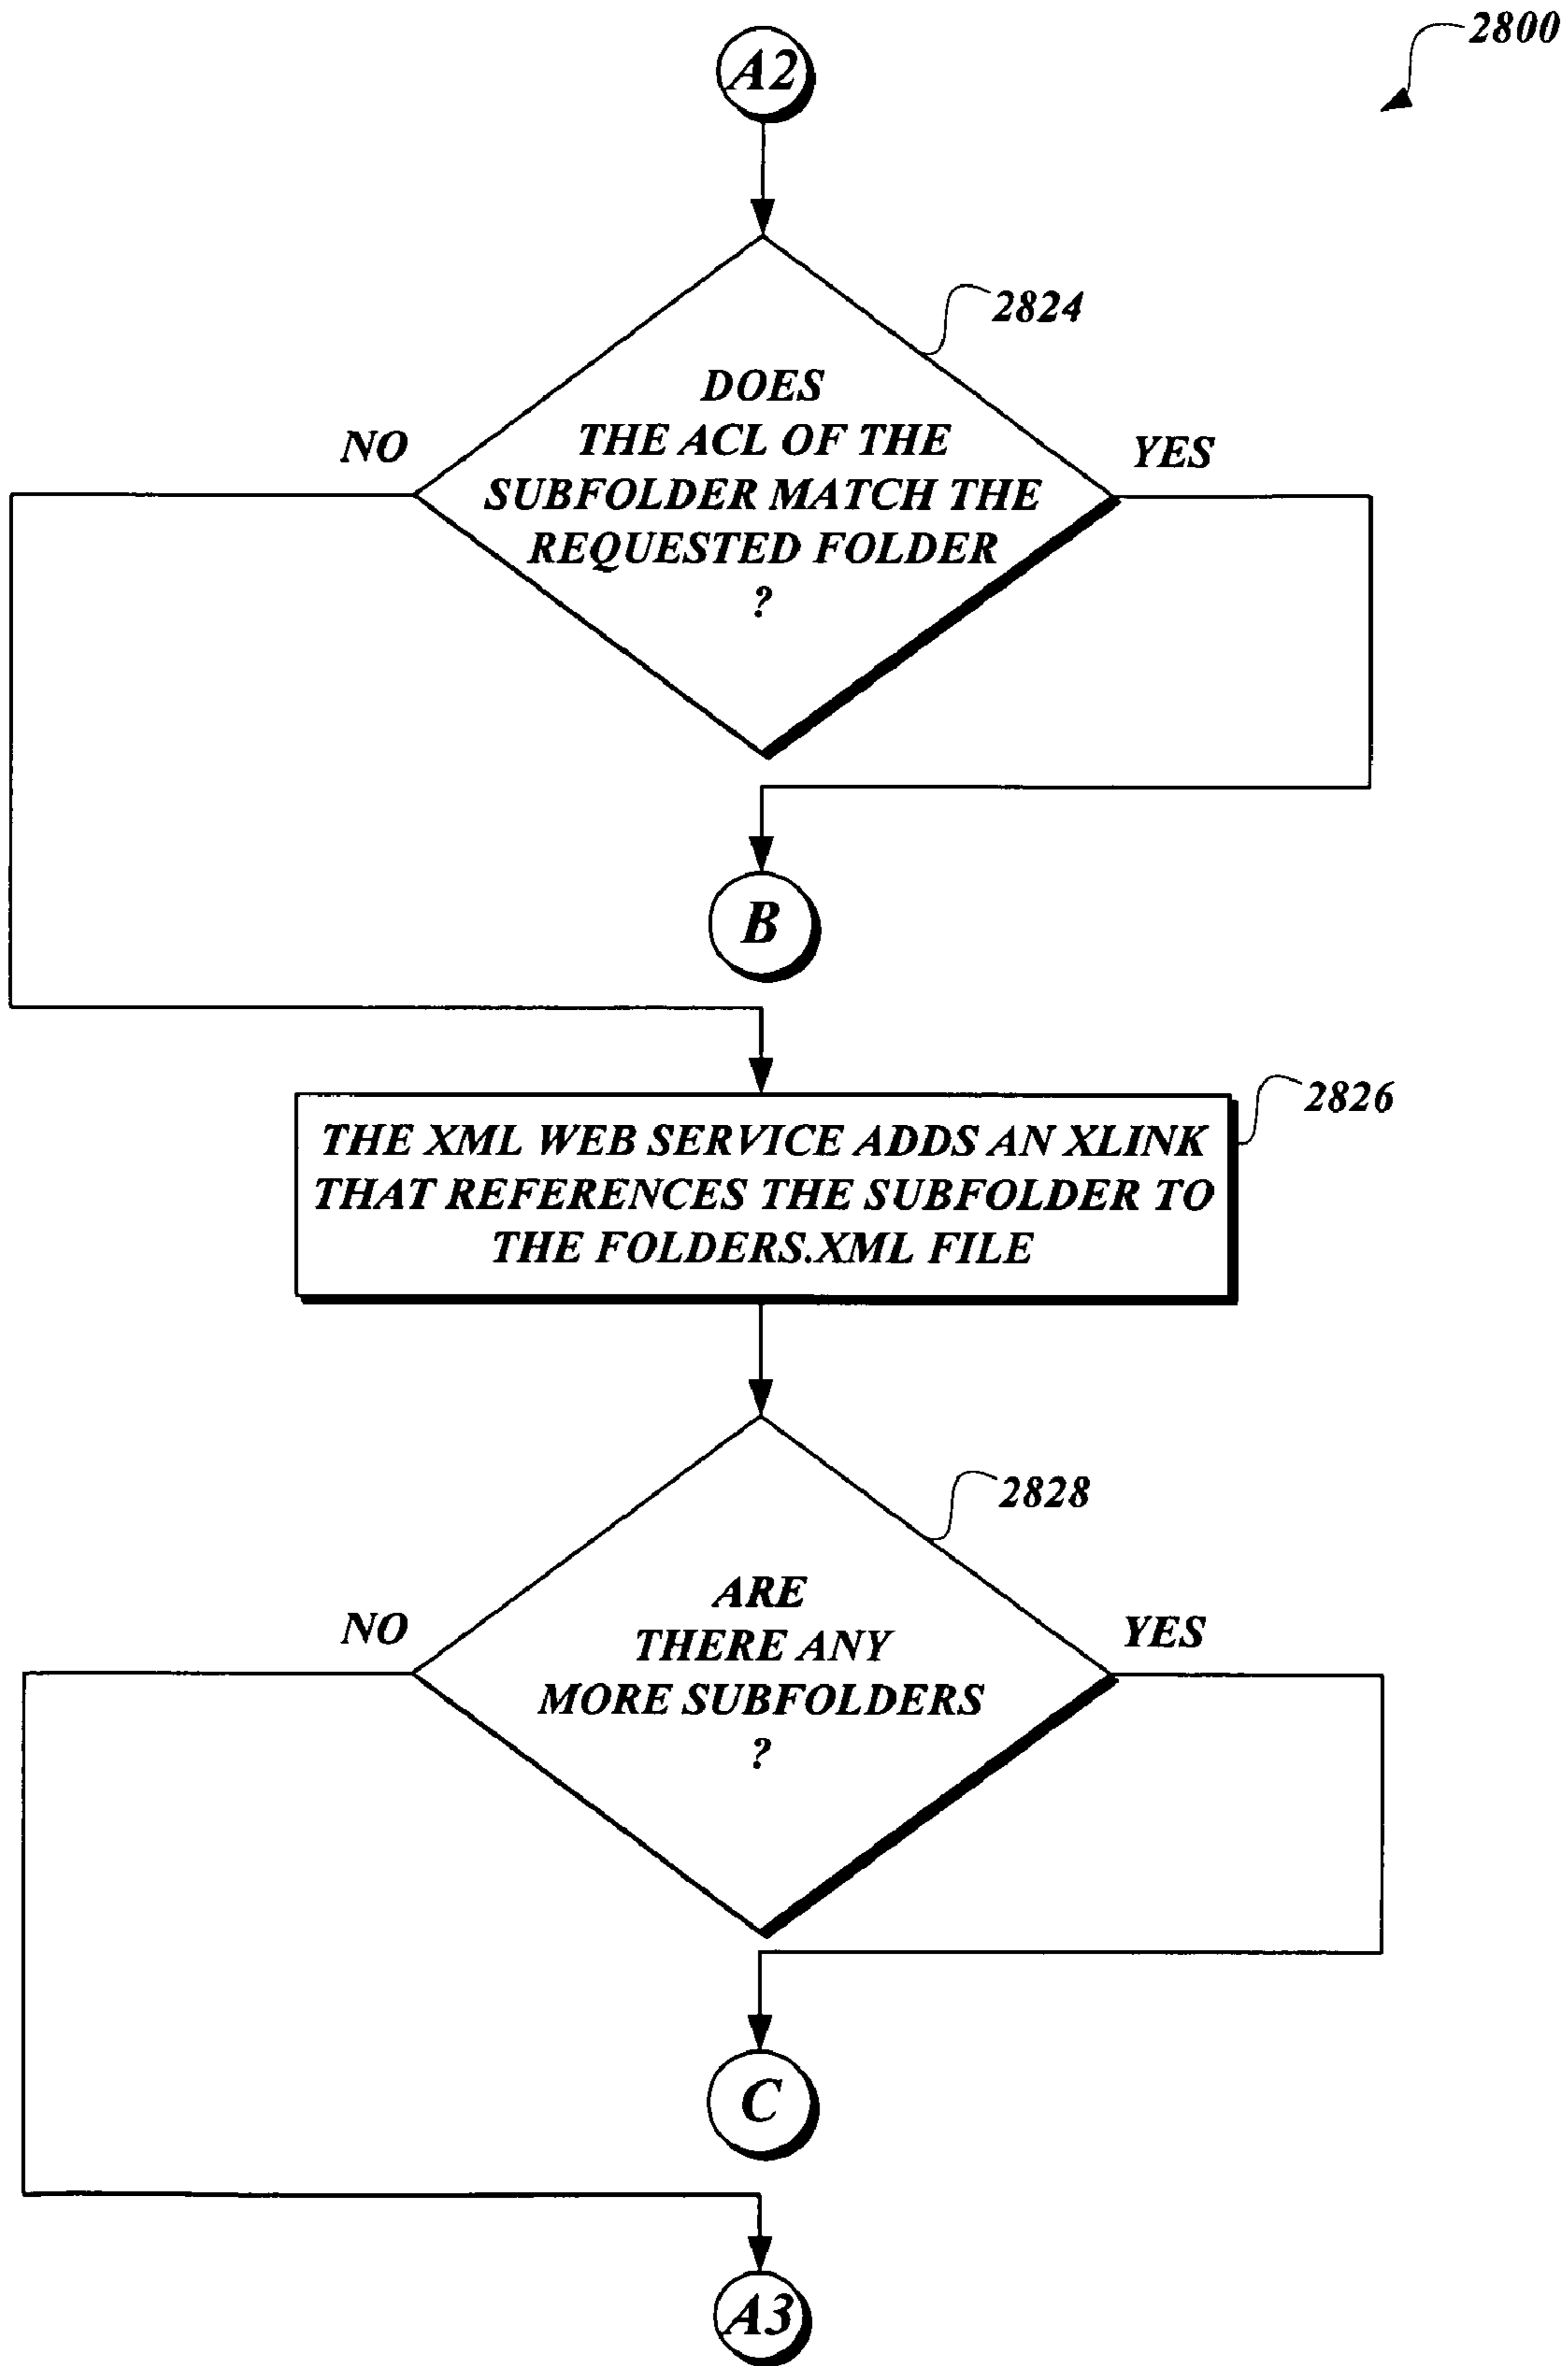 2800
A2
2824
DOES
THE ACL OF THE
SUBFOLDER MATCH THE
REQUESTED FOLDER
?
NO
YES
B
2826
THE XML WEB SERVICE ADDS AN XLINK
THAT REFERENCES THE SUBFOLDER TO
THE FOLDERS.XML FILE
2828
ARE
THERE ANY
MORE SUBFOLDERS
?
NO
YES
C
A3